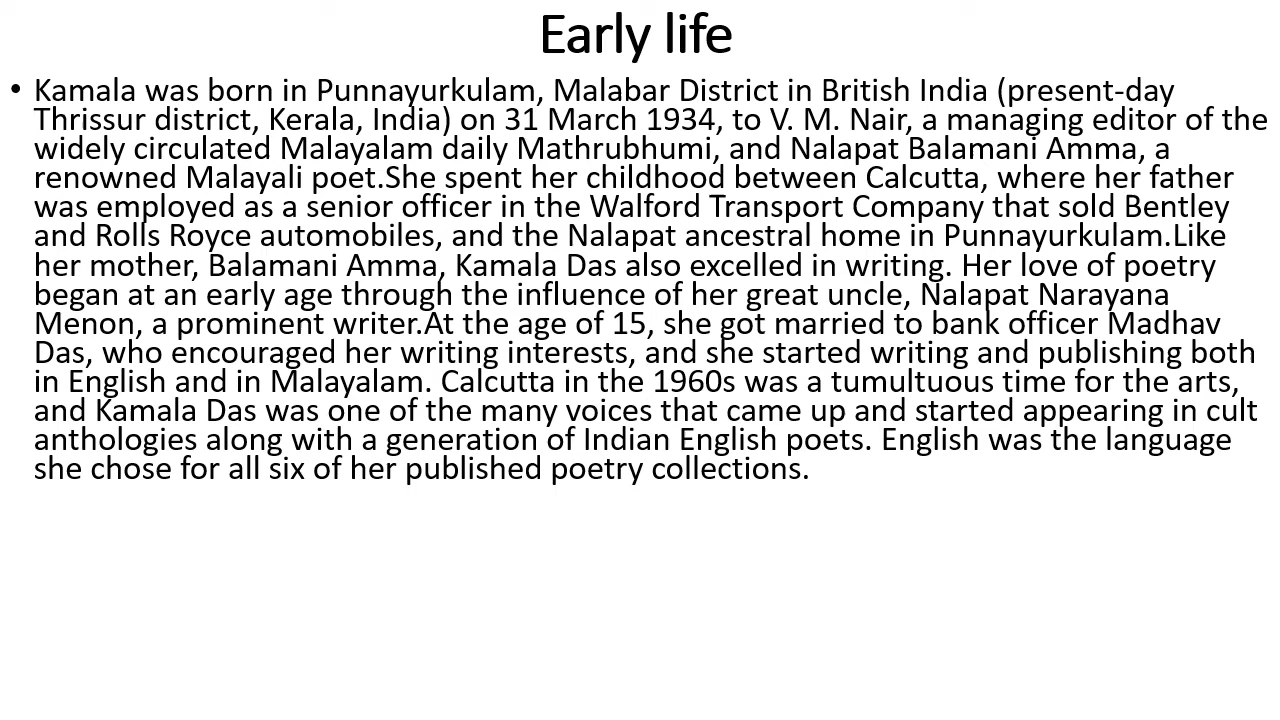 Early life
• Kamala was born in Punnayurkulam, Malabar District in British India (present-day
Thrissur district, Kerala, India) on 31 March 1934, to V. M. Nair, a managing editor of the
widely circulated Malayalam daily Mathrubhumi, and Nalapat Balamani Amma, a
renowned Malayali poet.She spent her childhood between Calcutta, where her father
was employed as a senior officer in the Walford Transport Company that sold Bentley
and Rolls Royce automobiles, and the Nalapat ancestral home in Punnayurkulam.Like
her mother, Balamani Amma, Kamala Das also excelled in writing. Her love of poetry
began at an early age through the influence of her great uncle, Nalapat Narayana
Menon, a prominent writer.At the age of 15, she got married to bank officer Madhav
Das, who encouraged her writing interests, and she started writing and publishing both
in English and in Malayalam. Calcutta in the 1960s was a tumultuous time for the arts,
and Kamala Das was one of the many voices that came up and started appearing in cult
anthologies along with a generation of Indian English poets. English was the language
she chose for all six of her published poetry collections.